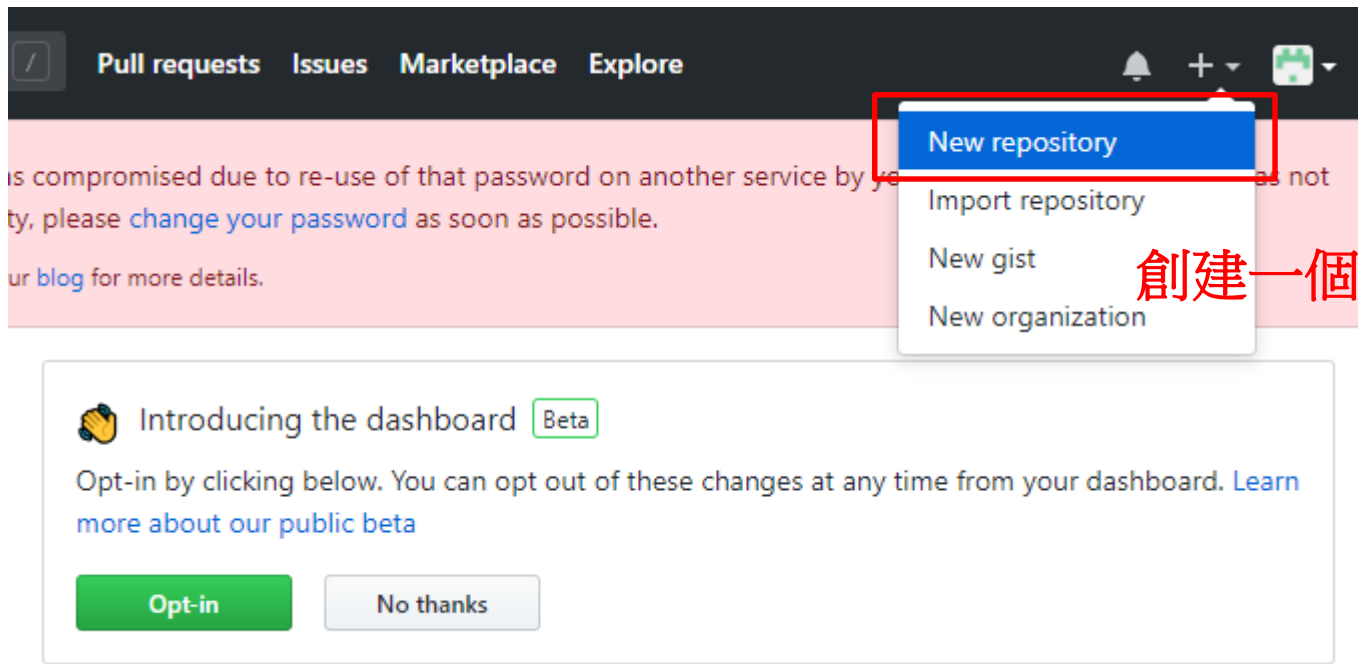 / Pull requests Issues Marketplace Explore
New repository
Import repository
New gist
New organization
創建一個
as compromised due to re-use of that password on another service by yo as not
ty, please change your password as soon as possible.
ur blog for more details.
Introducing the dashboard Beta
Opt-in by clicking below. You can opt out of these changes at any time from your dashboard. Learn
more about our public beta
Opt-in No thanks